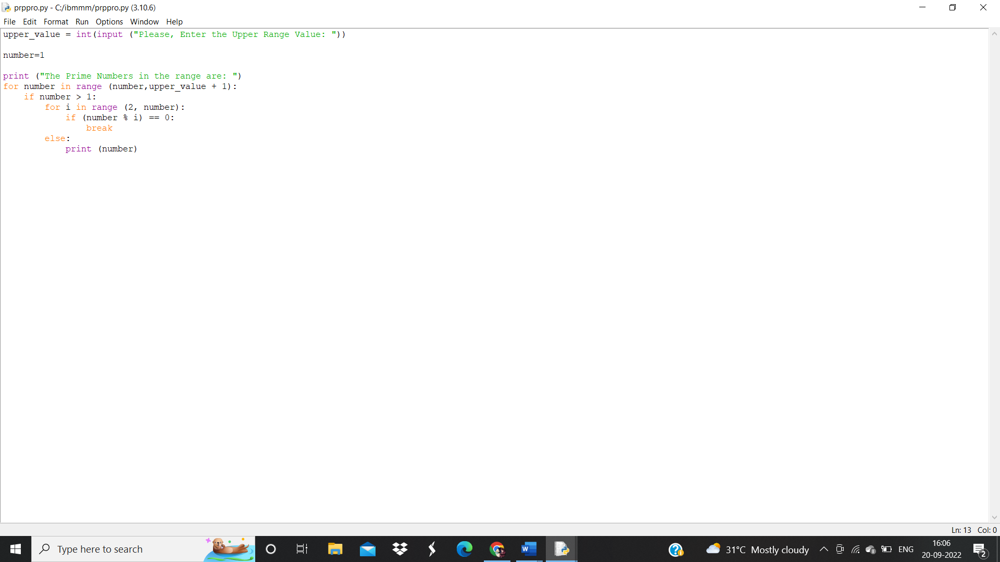 prppro.py - C:/ibmmm/prppro.py (3.10.6)
File Edit Format Run Options Window Help
upper_value = int(input ("Please, Enter the Upper Range Value: "))
number=1
print ("The Prime Numbers in the range are: ")
for number in range (number,upper_value + 1):
    if number > 1:
        for i in range (2, number):
            if (number % i) == 0:
                break
        else:
            print (number)
Ln: 13 Col: 0
Type here to search
31°C Mostly cloudy
ENG
16:06
20-09-2022
2